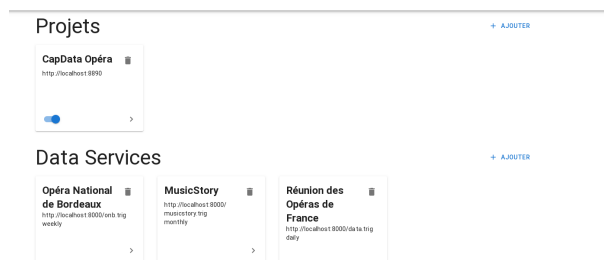 Projets
+ AJOUTER
CapData Opéra
http://localhost:8890
Data Services
+ AJOUTER
Opéra National
de Bordeaux
http://localhost:8000/onb.trig
weekly
MusicStory
http://localhost:8000/
musicstory.trig
monthly
Réunion des
Opéras de
France
http://localhost:8000/data.trig
daily